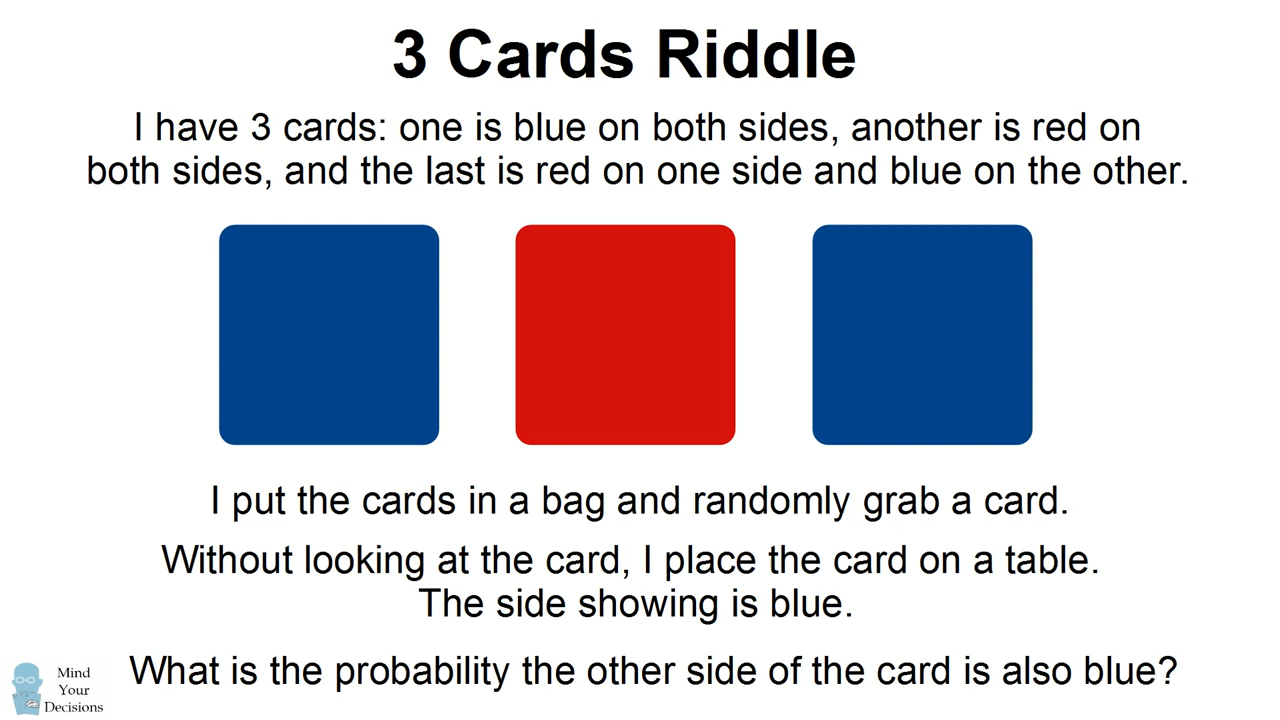 3 Cards Riddle
I have 3 cards: one is blue on both sides, another is red on
both sides, and the last is red on one side and blue on the other.
I put the cards in a bag and randomly grab a card.
Without looking at the card, I place the card on a table.
The side showing is blue.
What is the probability the other side of the card is also blue?
Mind
Your
Decisions